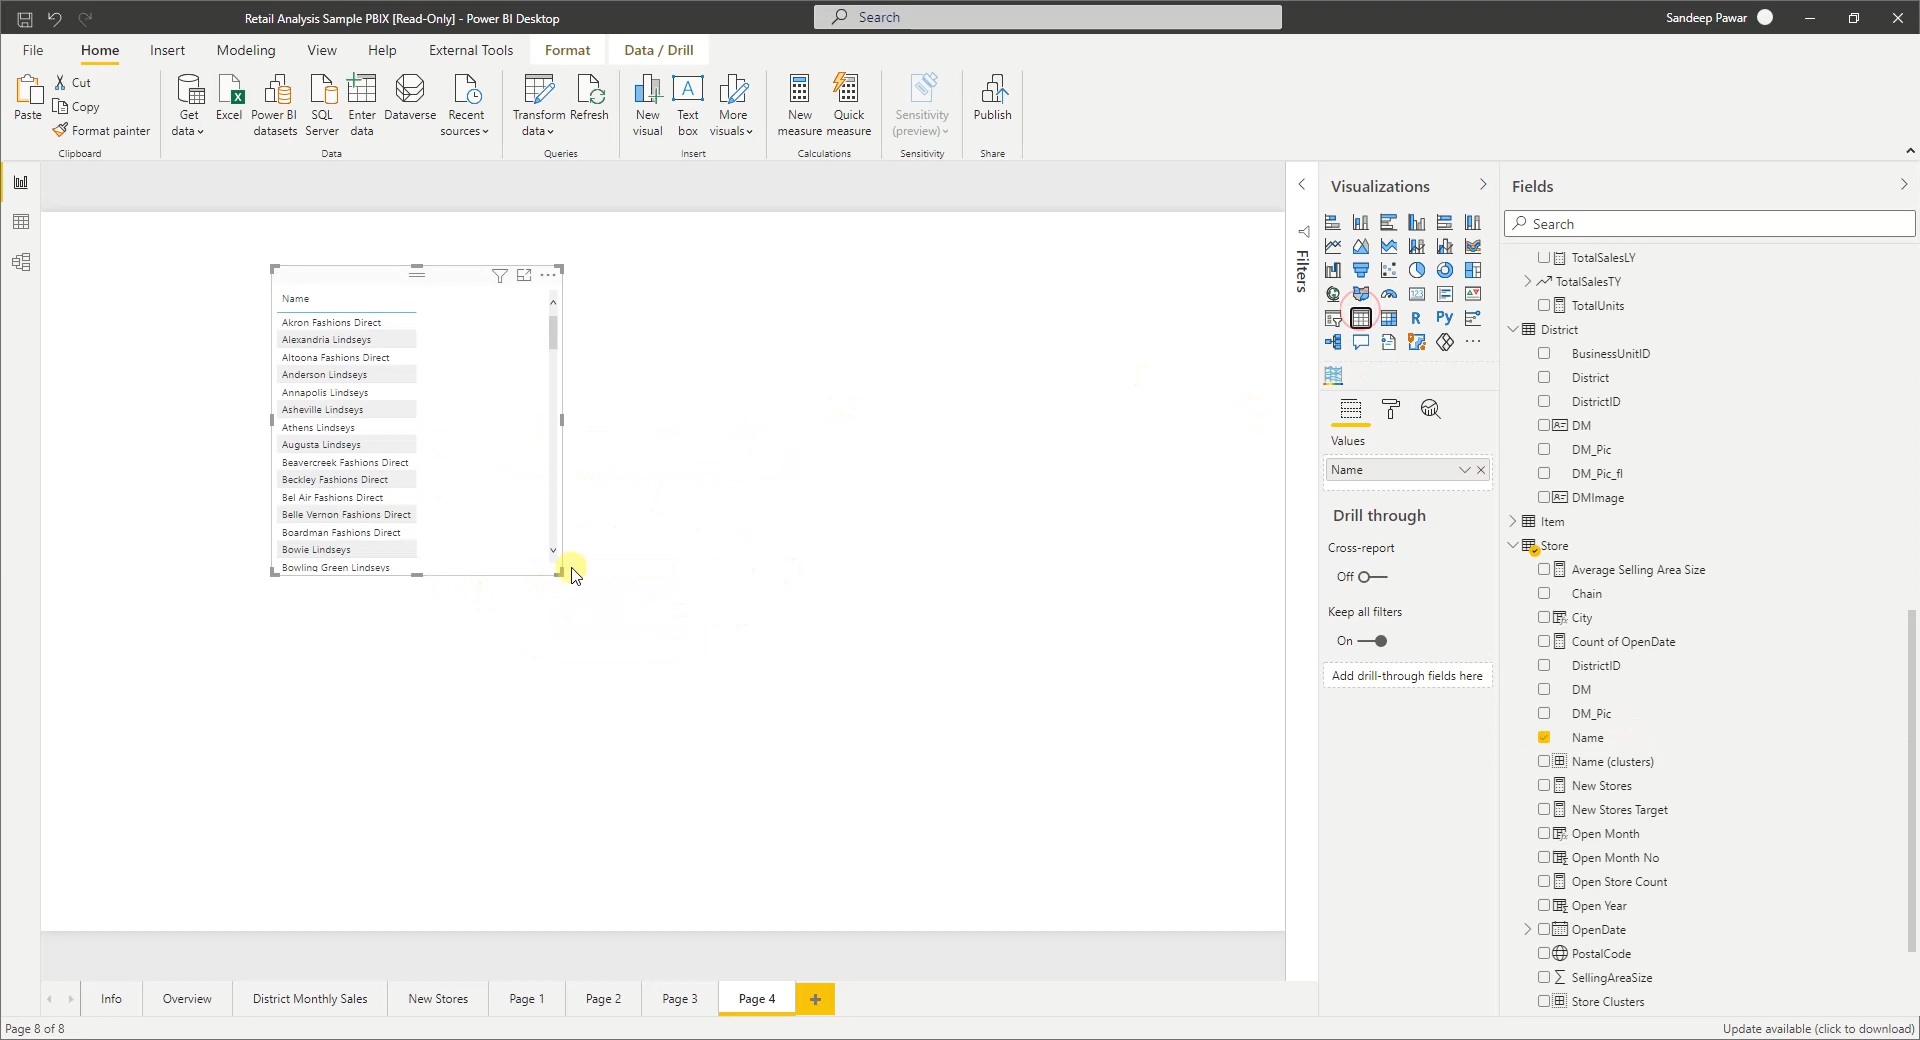 Retail Analysis Sample PBIX [Read-Only] - Power BI Desktop
Search
Sandeep Pawar
File
Home
Insert
Modeling
View
Help
External Tools
Format
Data / Drill
Paste
Cut
Copy
Format painter
Clipboard
Get data
Excel
Power BI datasets
SQL Server
Enter data
Dataverse
Recent sources
Data
Transform data
Refresh
Queries
New visual
A
Text box
More visuals
Insert
New measure
Quick measure
Calculations
Sensitivity (preview)
Sensitivity
Publish
Share
Name
Akron Fashions Direct
Alexandria Lindseys
Altoona Fashions Direct
Anderson Lindseys
Annapolis Lindseys
Asheville Lindseys
Athens Lindseys
Augusta Lindseys
Beavercreek Fashions Direct
Beckley Fashions Direct
Bel Air Fashions Direct
Belle Vernon Fashions Direct
Boardman Fashions Direct
Bowie Lindseys
Bowling Green Lindseys
Filters
Visualizations
123
R
Py
Values
Name
Drill through
Cross-report
Off
Keep all filters
On
Add drill-through fields here
Fields
Search
TotalSalesLY
TotalSalesTY
TotalUnits
District
BusinessUnitID
District
DistrictID
DM
DM_Pic
DM_Pic_fl
DMImage
Item
Store
Average Selling Area Size
Chain
City
Count of OpenDate
DistrictID
DM
DM_Pic
Name
Name (clusters)
New Stores
New Stores Target
Open Month
Open Month No
Open Store Count
Open Year
OpenDate
PostalCode
SellingAreaSize
Store Clusters
Info
Overview
District Monthly Sales
New Stores
Page 1
Page 2
Page 3
Page 4
Page 8 of 8
Update available (click to download)